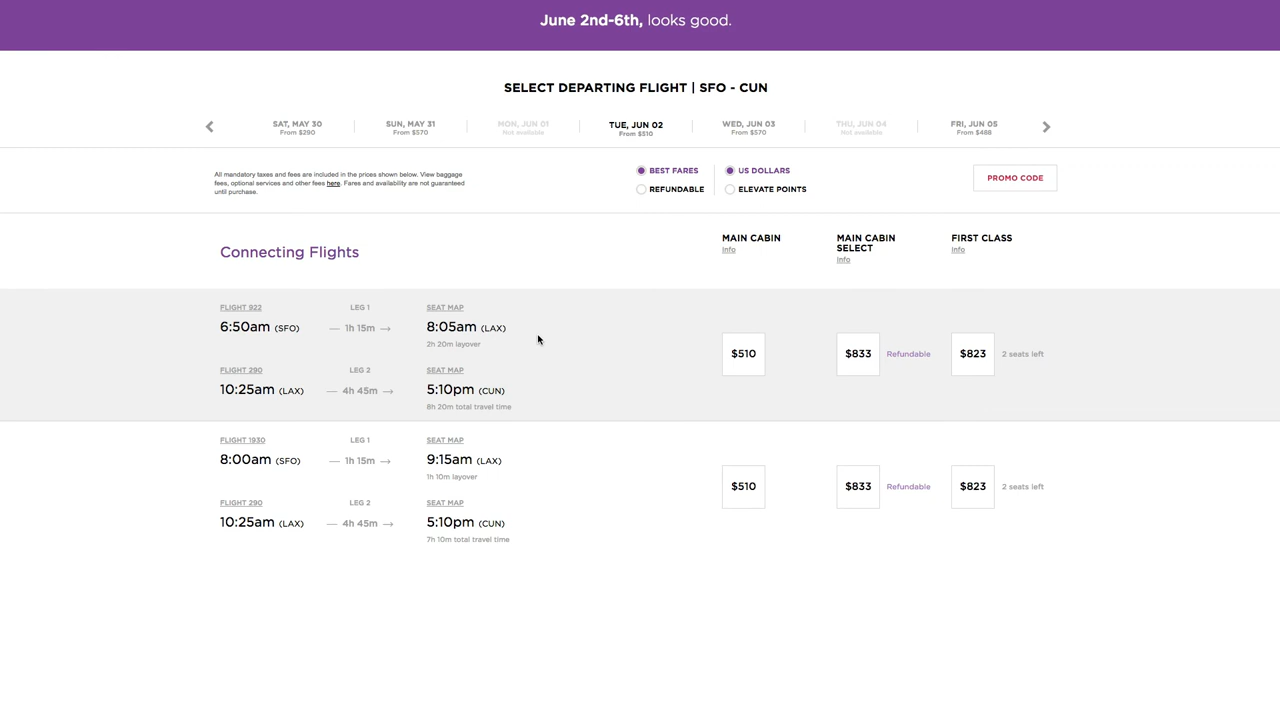 June 2nd-6th, looks good.
SELECT DEPARTING FLIGHT | SFO - CUN
SAT, MAY 30
From $290
SUN, MAY 31
From $570
MON, JUN 01
Not available
TUE, JUN 02
From $510
WED, JUN 03
From $570
THU, JUN 04
Not available
FRI, JUN 05
From $488
All mandatory taxes and fees are included in the prices shown below. View baggage
fees, optional services and other fees here. Fares and availability are not guaranteed
until purchase.
BEST FARES
REFUNDABLE
US DOLLARS
ELEVATE POINTS
PROMO CODE
Connecting Flights
MAIN CABIN
Info
MAIN CABIN
SELECT
Info
FIRST CLASS
Info
FLIGHT 922 LEG 1 SEAT MAP
6:50am (SFO) — 1h 15m → 8:05am (LAX)
2h 20m layover
FLIGHT 290 LEG 2 SEAT MAP
10:25am (LAX) — 4h 45m → 5:10pm (CUN)
8h 20m total travel time
$510 $833 Refundable $823 2 seats left
FLIGHT 1930 LEG 1 SEAT MAP
8:00am (SFO) — 1h 15m → 9:15am (LAX)
1h 10m layover
FLIGHT 290 LEG 2 SEAT MAP
10:25am (LAX) — 4h 45m → 5:10pm (CUN)
7h 10m total travel time
$510 $833 Refundable $823 2 seats left